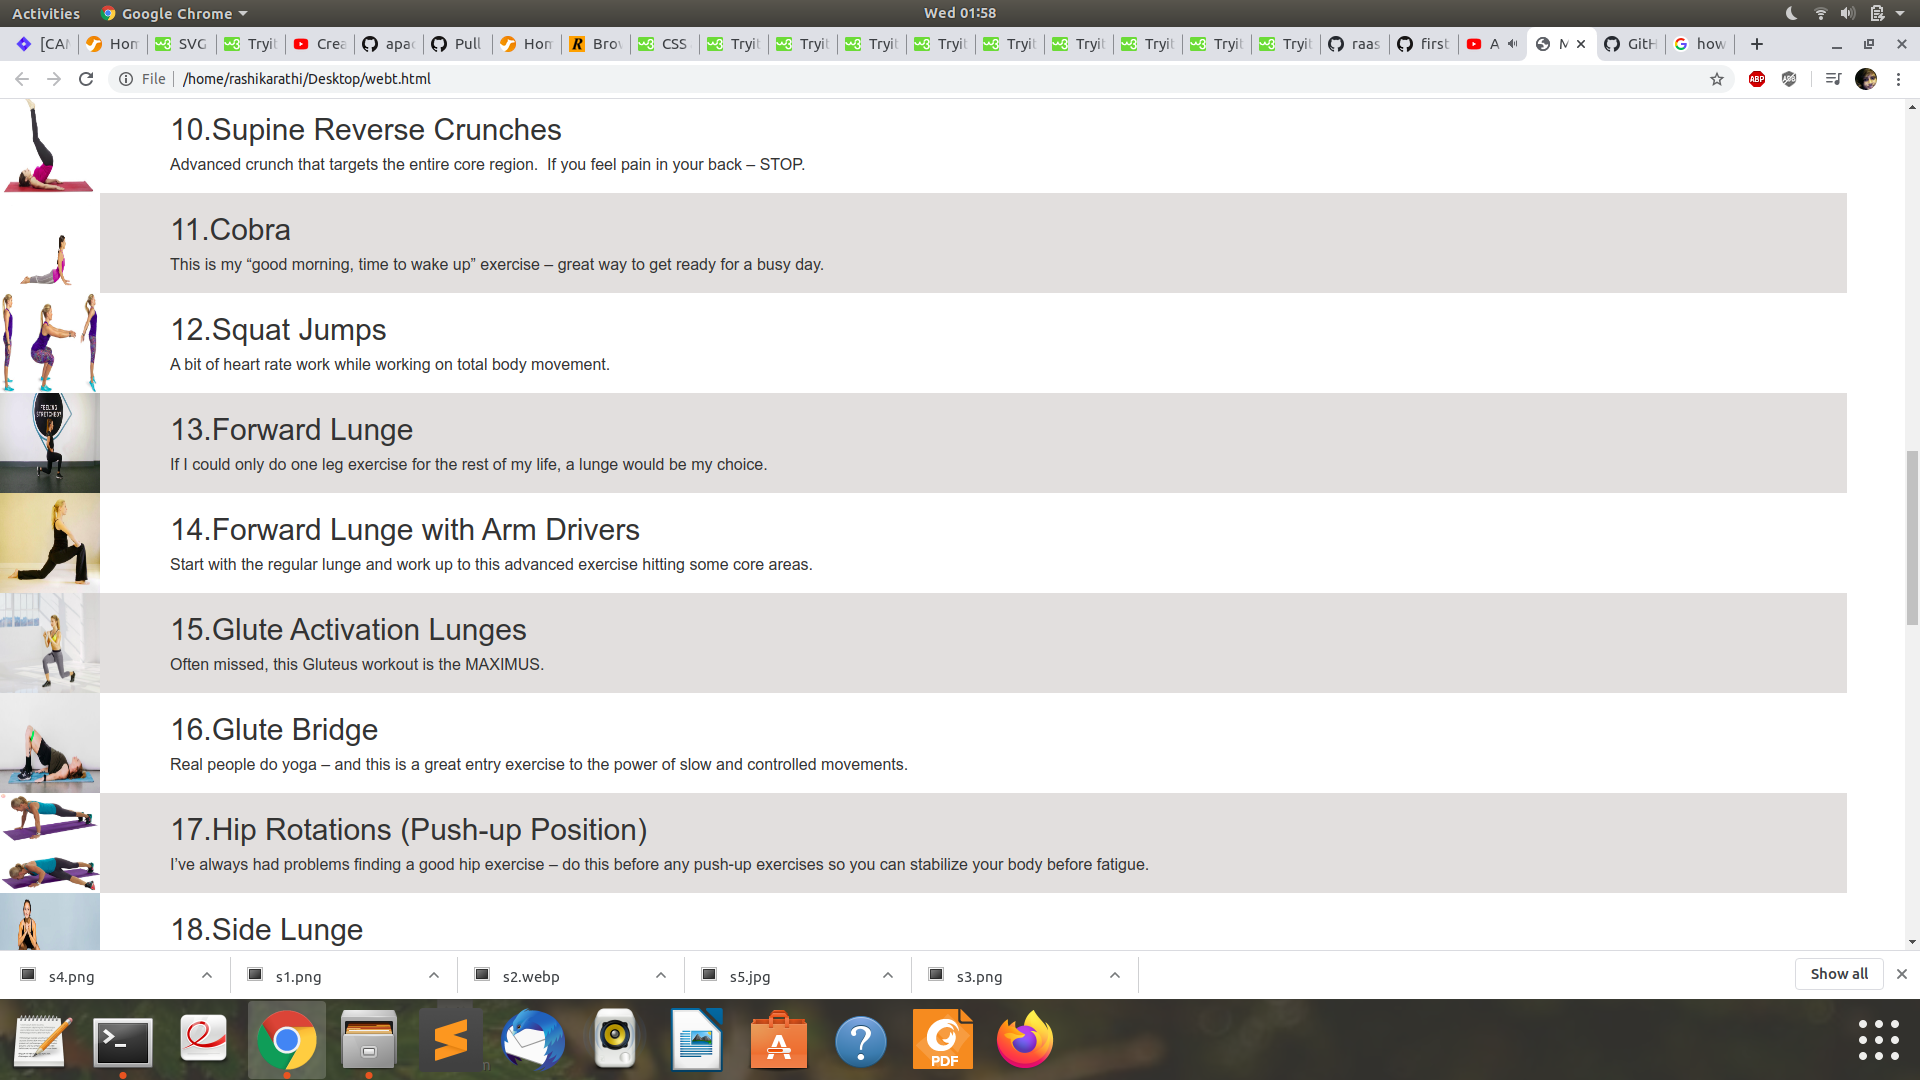 Activities Google Chrome Wed 01:58
[CAN Hom SVG Tryit Crea apac Pull Hom Brow CSS Tryit Tryit Tryit Tryit Tryit Tryit Tryit Tryit Tryit raas first A M GitH how
File /home/rashikarathi/Desktop/webt.html
ABP
10.Supine Reverse Crunches
Advanced crunch that targets the entire core region. If you feel pain in your back – STOP.
11.Cobra
This is my “good morning, time to wake up” exercise – great way to get ready for a busy day.
12.Squat Jumps
A bit of heart rate work while working on total body movement.
FEELING
STRETCHED?
13.Forward Lunge
If I could only do one leg exercise for the rest of my life, a lunge would be my choice.
14.Forward Lunge with Arm Drivers
Start with the regular lunge and work up to this advanced exercise hitting some core areas.
15.Glute Activation Lunges
Often missed, this Gluteus workout is the MAXIMUS.
16.Glute Bridge
Real people do yoga – and this is a great entry exercise to the power of slow and controlled movements.
17.Hip Rotations (Push-up Position)
I’ve always had problems finding a good hip exercise – do this before any push-up exercises so you can stabilize your body before fatigue.
18.Side Lunge
s4.png s1.png s2.webp s5.jpg s3.png Show all
PDF